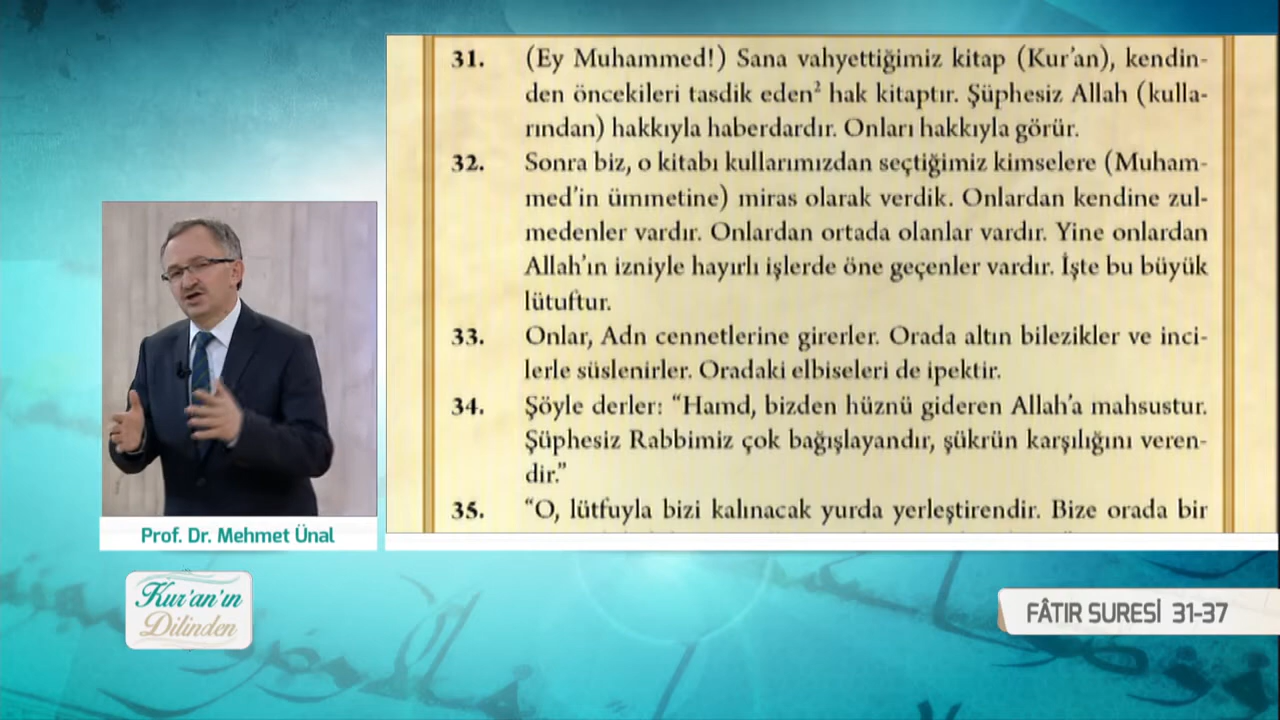 31. (Ey Muhammed!) Sana vahyettiğimiz kitap (Kur'an), kendin-
den öncekileri tasdik eden² hak kitaptır. Şüphesiz Allah (kulla-
rından) hakkıyla haberdardır. Onları hakkıyla görür.
32. Sonra biz, o kitabı kullarımızdan seçtiğimiz kimselere (Muham-
med'in ümmetine) miras olarak verdik. Onlardan kendine zul-
medenler vardır. Onlardan ortada olanlar vardır. Yine onlardan
Allah'ın izniyle hayırlı işlerde öne geçenler vardır. İşte bu büyük
lütuftur.
33. Onlar, Adn cennetlerine girerler. Orada altın bilezikler ve inci-
lerle süslenirler. Oradaki elbiseleri de ipektir.
34. Şöyle derler: “Hamd, bizden hüznü gideren Allah'a mahsustur.
Şüphesiz Rabbimiz çok bağışlayandır, şükrün karşılığını veren-
dir.”
35. “O, lütfuyla bizi kalınacak yurda yerleştirendir. Bize orada bir
Prof. Dr. Mehmet Ünal
Kur'an'ın
Dilinden
FÂTIR SURESİ 31-37